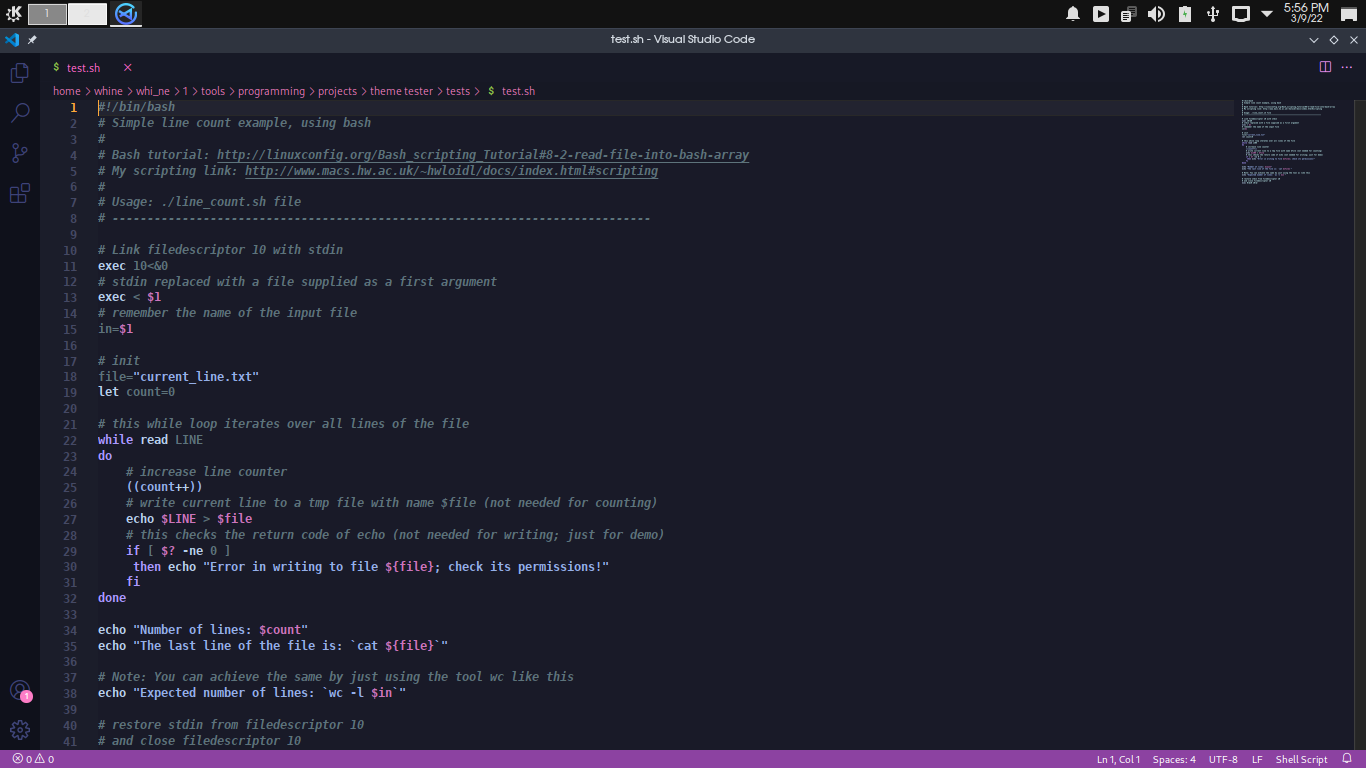 1
5:56 PM
3/9/22
test.sh - Visual Studio Code
$ test.sh ×
home > whine > whi_ne > 1 > tools > programming > projects > theme tester > tests > $ test.sh
1 #!/bin/bash
2 # Simple line count example, using bash
3 #
4 # Bash tutorial: http://linuxconfig.org/Bash_scripting_Tutorial#8-2-read-file-into-bash-array
5 # My scripting link: http://www.macs.hw.ac.uk/~hwloidl/docs/index.html#scripting
6 #
7 # Usage: ./line_count.sh file
8 # -----------------------------------------------------------------------------
9
10 # Link filedescriptor 10 with stdin
11 exec 10<&0
12 # stdin replaced with a file supplied as a first argument
13 exec < $1
14 # remember the name of the input file
15 in=$1
16
17 # init
18 file="current_line.txt"
19 let count=0
20
21 # this while loop iterates over all lines of the file
22 while read LINE
23 do
24     # increase line counter
25     ((count++))
26     # write current line to a tmp file with name $file (not needed for counting)
27     echo $LINE > $file
28     # this checks the return code of echo (not needed for writing; just for demo)
29     if [ $? -ne 0 ]
30      then echo "Error in writing to file ${file}; check its permissions!"
31     fi
32 done
33
34 echo "Number of lines: $count"
35 echo "The last line of the file is: `cat ${file}`"
36
37 # Note: You can achieve the same by just using the tool wc like this
38 echo "Expected number of lines: `wc -l $in`"
39
40 # restore stdin from filedescriptor 10
41 # and close filedescriptor 10
1
0 0
Ln 1, Col 1 Spaces: 4 UTF-8 LF Shell Script